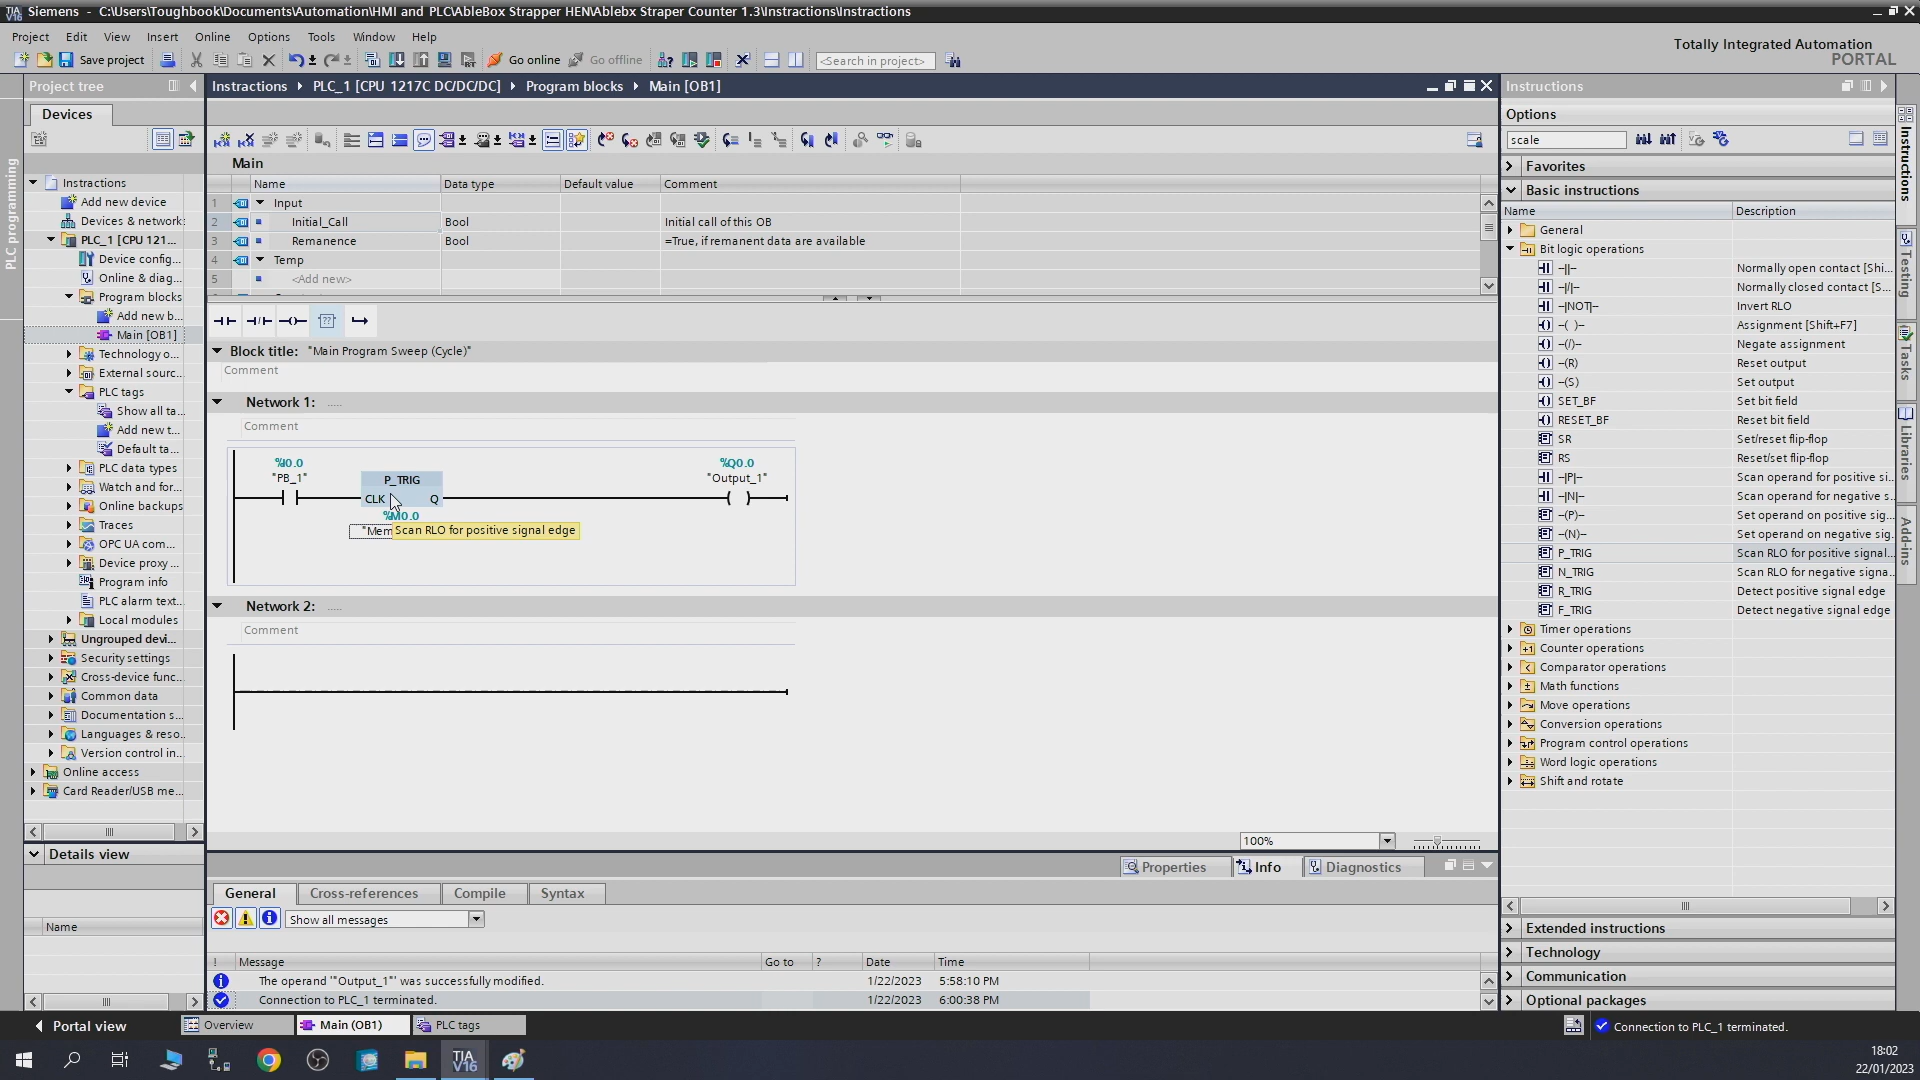 Siemens - C:\Users\Toughbook\Documents\Automation\HMI and PLC\AbleBox Strapper HEN\Ablebx Straper Counter 1.3\Instractions\Instractions
Project Edit View Insert Online Options Tools Window Help
Totally Integrated Automation
PORTAL
Save project Go online Go offline <Search in project>
Project tree
Devices
PLC programming
Instractions
Add new device
Devices & network:
PLC_1 [CPU 121...
Device config...
Online & diag...
Program blocks
Add new b...
Main [OB1]
Technology o...
External sourc...
PLC tags
Show all ta...
Add new t...
Default ta...
PLC data types
Watch and for...
Online backups
Traces
OPC UA com...
Device proxy ...
Program info
PLC alarm text...
Local modules
Ungrouped devi...
Security settings
Cross-device func...
Common data
Documentation s...
Languages & reso...
Version control in...
Online access
Card Reader/USB me...
Details view
Name
Instractions PLC_1 [CPU 1217C DC/DC/DC] Program blocks Main [OB1]
Main
Name Data type Default value Comment
1 Input
2 Initial_Call Bool Initial call of this OB
3 Remanence Bool =True, if remanent data are available
4 Temp
5 <Add new>
Block title: "Main Program Sweep (Cycle)"
Comment
Network 1: .....
Comment
%I0.0
"PB_1"
P_TRIG
CLK Q
%M0.0
"Mem
Scan RLO for positive signal edge
%Q0.0
"Output_1"
Network 2: .....
Comment
100%
Properties Info Diagnostics
General Cross-references Compile Syntax
Show all messages
! Message Go to ? Date Time
The operand '"Output_1"' was successfully modified. 1/22/2023 5:58:10 PM
Connection to PLC_1 terminated. 1/22/2023 6:00:38 PM
Instructions
Options
scale
Favorites
Basic instructions
Name Description
General
Bit logic operations
-||- Normally open contact [Shi...
-|/|- Normally closed contact [S...
-|NOT|- Invert RLO
-( )- Assignment [Shift+F7]
-(/)- Negate assignment
-(R) Reset output
-(S) Set output
SET_BF Set bit field
RESET_BF Reset bit field
SR Set/reset flip-flop
RS Reset/set flip-flop
-|P|- Scan operand for positive si...
-|N|- Scan operand for negative s...
-(P)- Set operand on positive sig...
-(N)- Set operand on negative sig...
P_TRIG Scan RLO for positive signal...
N_TRIG Scan RLO for negative signa...
R_TRIG Detect positive signal edge
F_TRIG Detect negative signal edge
Timer operations
Counter operations
Comparator operations
Math functions
Move operations
Conversion operations
Program control operations
Word logic operations
Shift and rotate
Extended instructions
Technology
Communication
Optional packages
Instructions
Testing
Tasks
Libraries
Add-ins
Portal view Overview Main (OB1) PLC tags Connection to PLC_1 terminated.
TIA
V16
18:02
22/01/2023